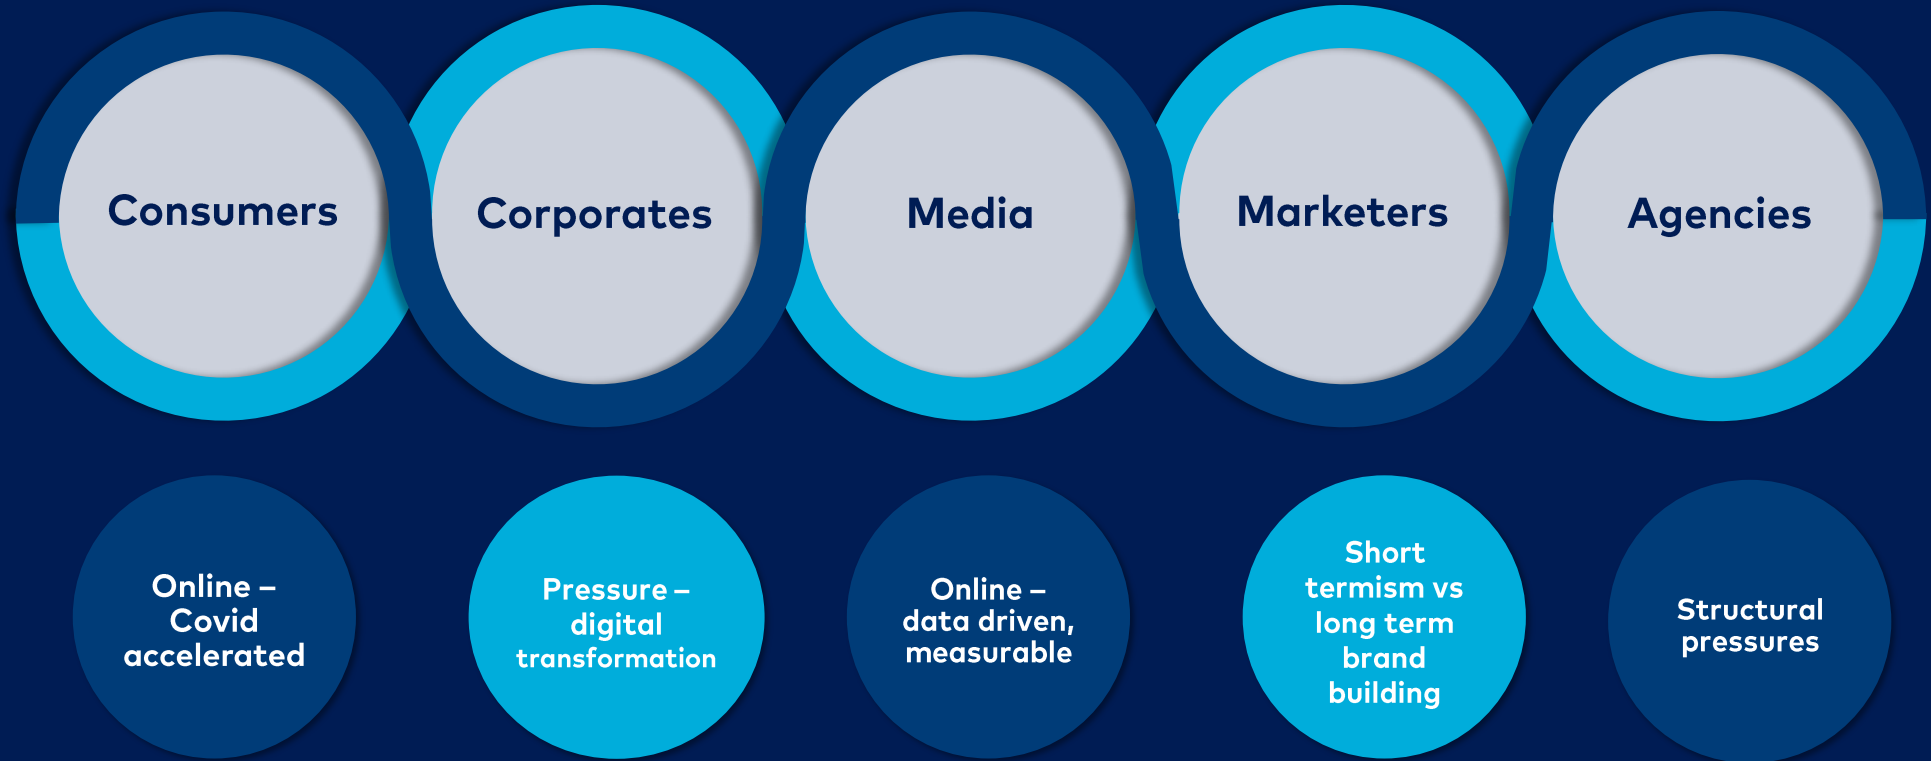 Consumers
Corporates
Media
Marketers
Agencies
Online –
Covid
accelerated
Pressure –
digital
transformation
Online –
data driven,
measurable
Short
termism vs
long term
brand
building
Structural
pressures